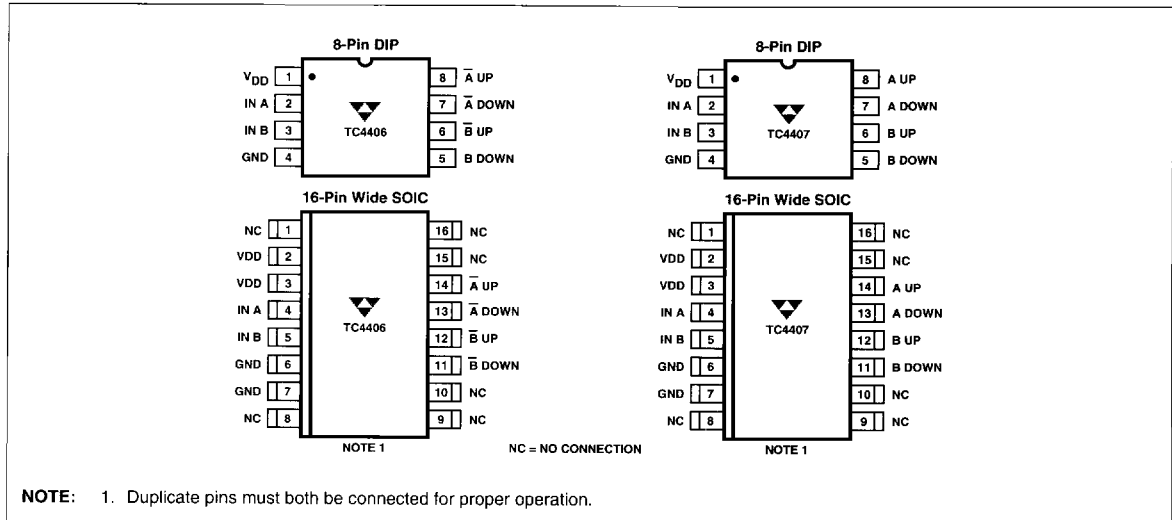 8-Pin DIP
V_DD 1 8 A̅ UP
IN A 2 7 A̅ DOWN
IN B 3 6 B̅ UP
GND 4 5 B DOWN
TC4406
8-Pin DIP
V_DD 1 8 A UP
IN A 2 7 A DOWN
IN B 3 6 B UP
GND 4 5 B DOWN
TC4407
16-Pin Wide SOIC
NC 1 16 NC
VDD 2 15 NC
VDD 3 14 A̅ UP
IN A 4 13 A̅ DOWN
TC4406
IN B 5 12 B̅ UP
GND 6 11 B̅ DOWN
GND 7 10 NC
NC 8 9 NC
NOTE 1
NC = NO CONNECTION
16-Pin Wide SOIC
NC 1 16 NC
VDD 2 15 NC
VDD 3 14 A UP
IN A 4 13 A DOWN
TC4407
IN B 5 12 B UP
GND 6 11 B DOWN
GND 7 10 NC
NC 8 9 NC
NOTE 1
NOTE: 1. Duplicate pins must both be connected for proper operation.